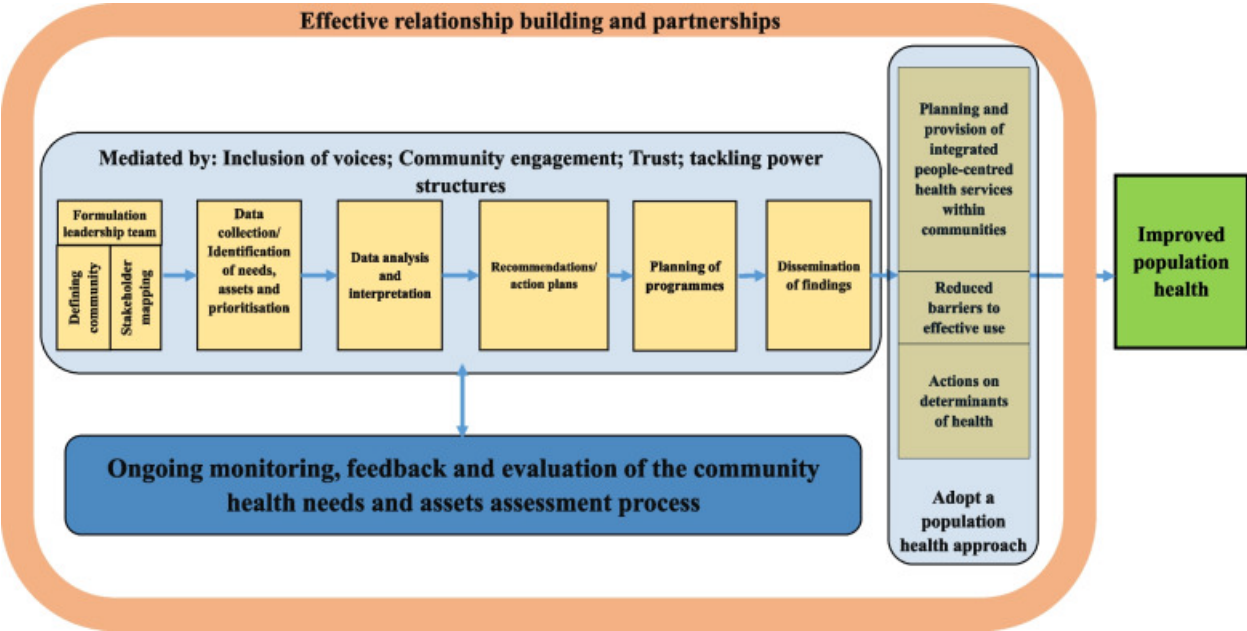 Effective relationship building and partnerships
Mediated by: Inclusion of voices; Community engagement; Trust; tackling power
structures
Formulation
leadership team
Defining
community
Stakeholder
mapping
Data
collection/
Identification
of needs,
assets and
prioritisation
Data analysis
and
interpretation
Recommendations/
action plans
Planning of
programmes
Dissemination
of findings
Ongoing monitoring, feedback and evaluation of the community
health needs and assets assessment process
Planning and
provision of
integrated
people-centred
health services
within
communities
Reduced
barriers to
effective use
Actions on
determinants
of health
Adopt a
population
health approach
Improved
population
health